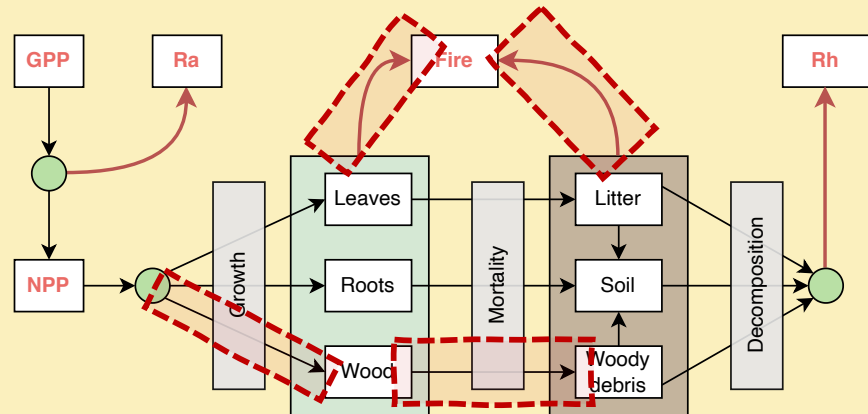 GPP
Ra
Fire
Rh
Leaves
Litter
Growth
Mortality
Decomposition
NPP
Roots
Soil
Wood
Woody
debris